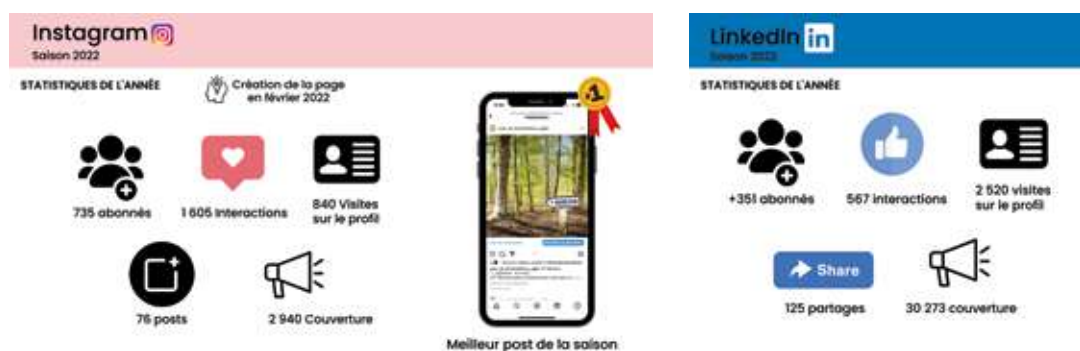 Instagram
Saison 2022
STATISTIQUES DE L'ANNÉE
Création de la page
en février 2022
735 abonnés
1 605 Interactions
840 Visites
sur le profil
76 posts
2 940 Couverture
#1
Meilleur post de la saison
LinkedIn in
Saison 2022
STATISTIQUES DE L'ANNÉE
+351 abonnés
567 interactions
2 520 visites
sur le profil
Share
125 partages
30 273 couverture